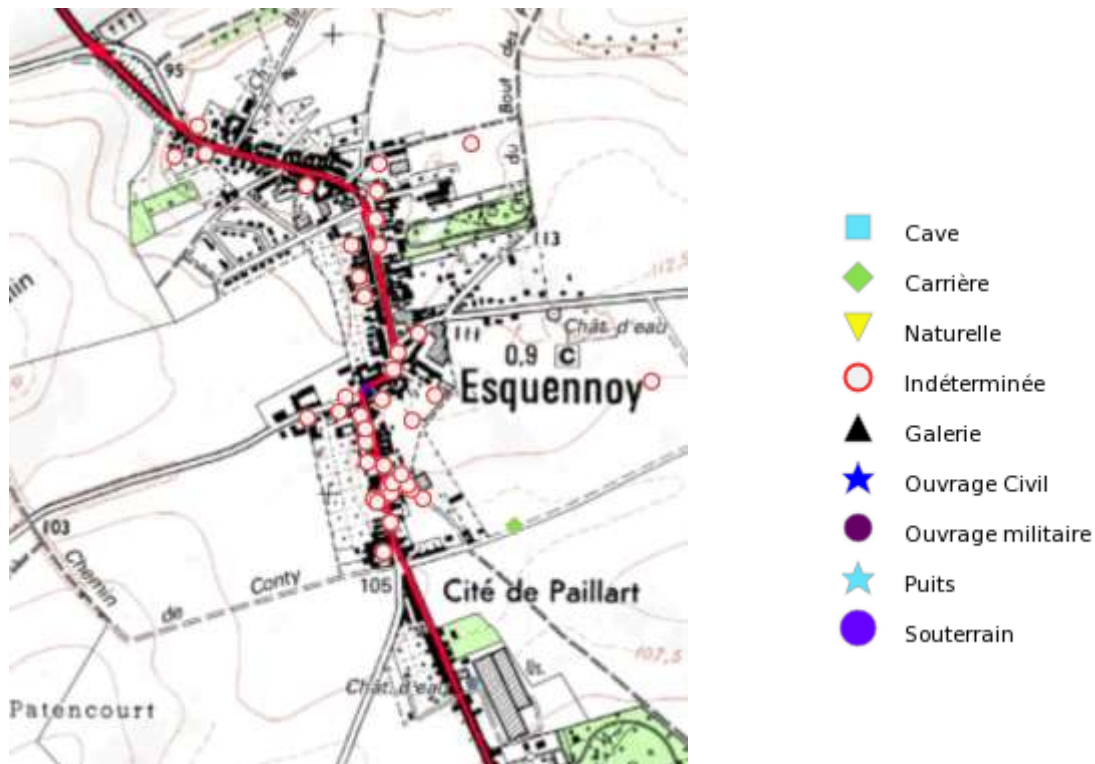 95
Bout
des
du
113
112,5
Chât. d'eau
111
0,9 C
Esquennoy
103
Chemin
de
Conty
105
Cité de Paillart
Ils.
107,5
Chât. d'eau
Patencourt
Cave
Carrière
Naturelle
Indéterminée
Galerie
Ouvrage Civil
Ouvrage militaire
Puits
Souterrain